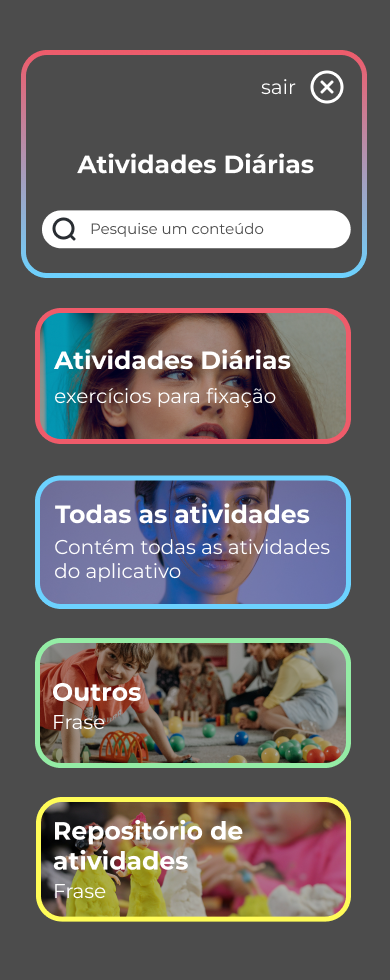 sair
Atividades Diárias
Pesquise um conteúdo
Atividades Diárias
exercícios para fixação
Todas as atividades
Contém todas as atividades
do aplicativo
Outros
Frase
Repositório de
atividades
Frase